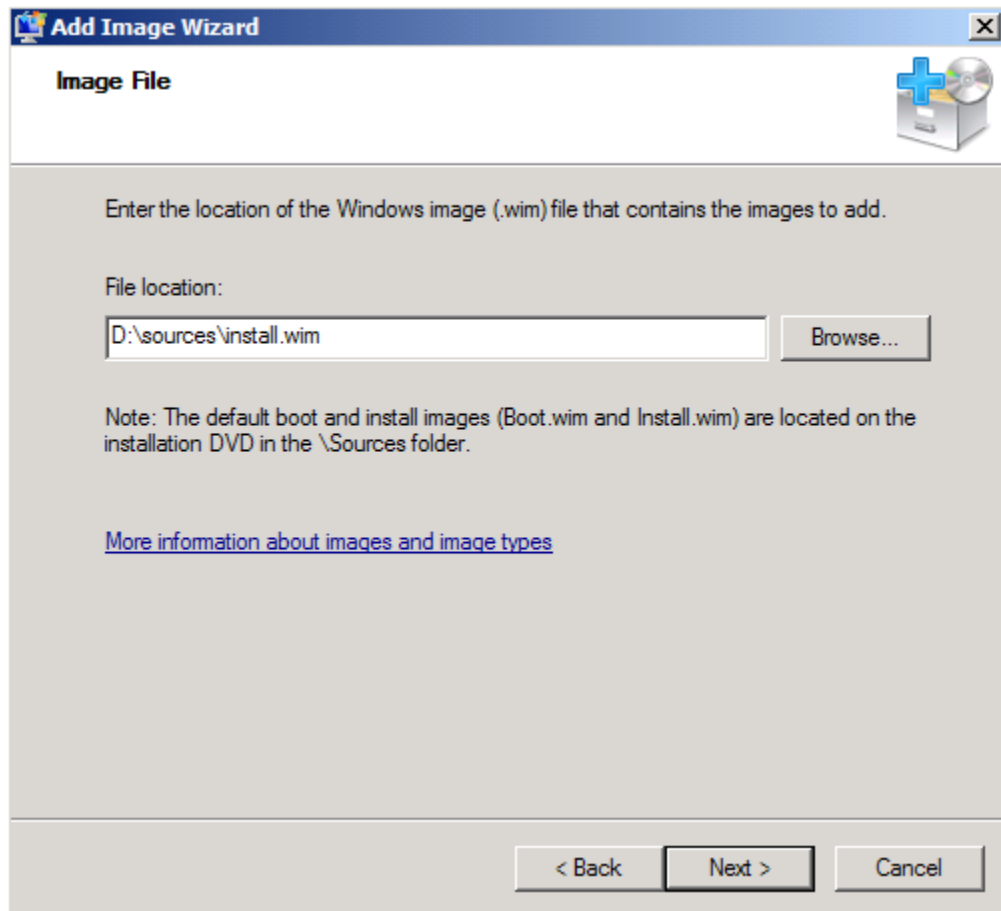 Add Image Wizard
Image File
Enter the location of the Windows image (.wim) file that contains the images to add.
File location:
D:\sources\install.wim
Browse...
Note: The default boot and install images (Boot.wim and Install.wim) are located on the
installation DVD in the \Sources folder.
More information about images and image types
< Back
Next >
Cancel